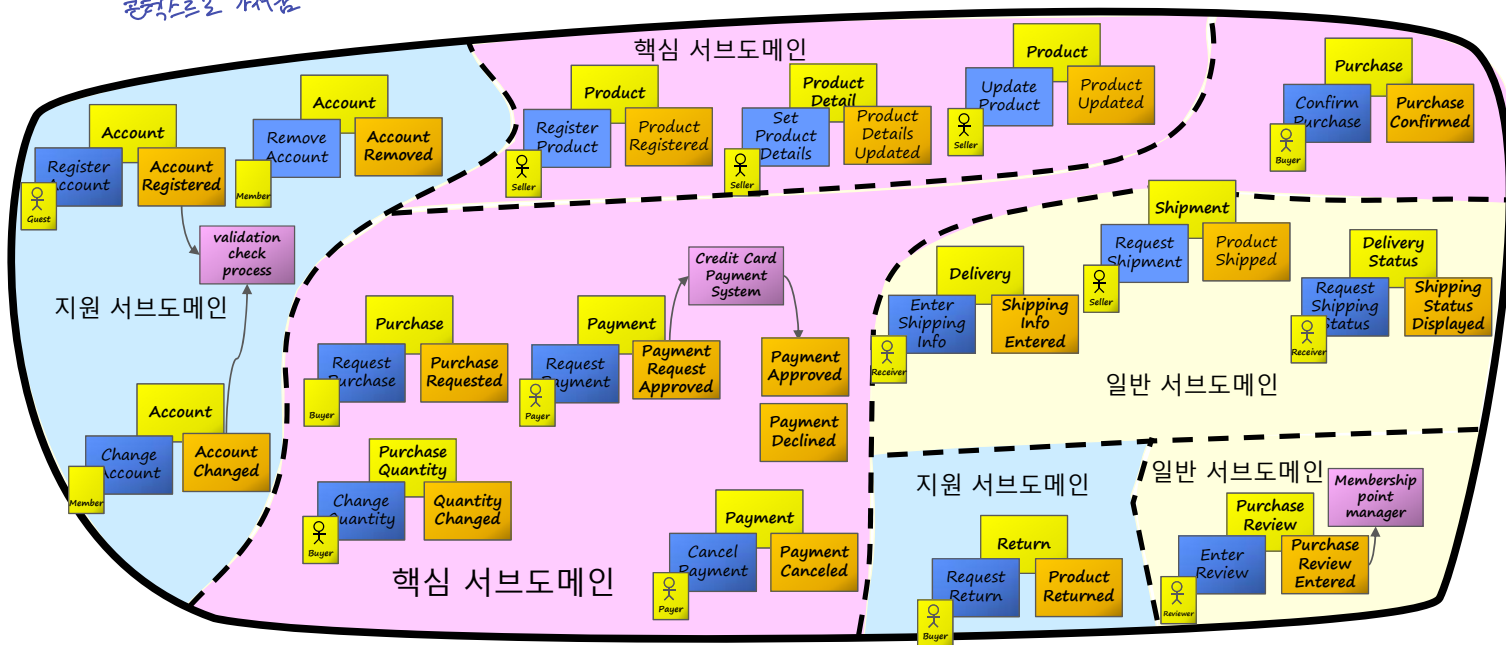 핵심 서브도메인
Account
Register
Account
Account
Registered
Guest
Account
Remove
Account
Account
Removed
Member
validation
check
process
지원 서브도메인
Account
Change
Account
Account
Changed
Member
Product
Register
Product
Product
Registered
Seller
Product
Detail
Set
Product
Details
Product
Details
Updated
Seller
Product
Update
Product
Product
Updated
Seller
Purchase
Confirm
Purchase
Purchase
Confirmed
Buyer
Purchase
Request
Purchase
Purchase
Requested
Buyer
Payment
Request
Payment
Payment
Request
Approved
Payer
Credit Card
Payment
System
Payment
Approved
Payment
Declined
Purchase
Quantity
Change
Quantity
Quantity
Changed
Buyer
Payment
Cancel
Payment
Payment
Canceled
Payer
핵심 서브도메인
Delivery
Enter
Shipping
Info
Shipping
Info
Entered
Receiver
Shipment
Request
Shipment
Product
Shipped
Seller
Delivery
Status
Request
Shipping
Status
Shipping
Status
Displayed
Receiver
일반 서브도메인
지원 서브도메인
Return
Request
Return
Product
Returned
Buyer
일반 서브도메인
Membership
point
manager
Purchase
Review
Enter
Review
Purchase
Review
Entered
Reviewer